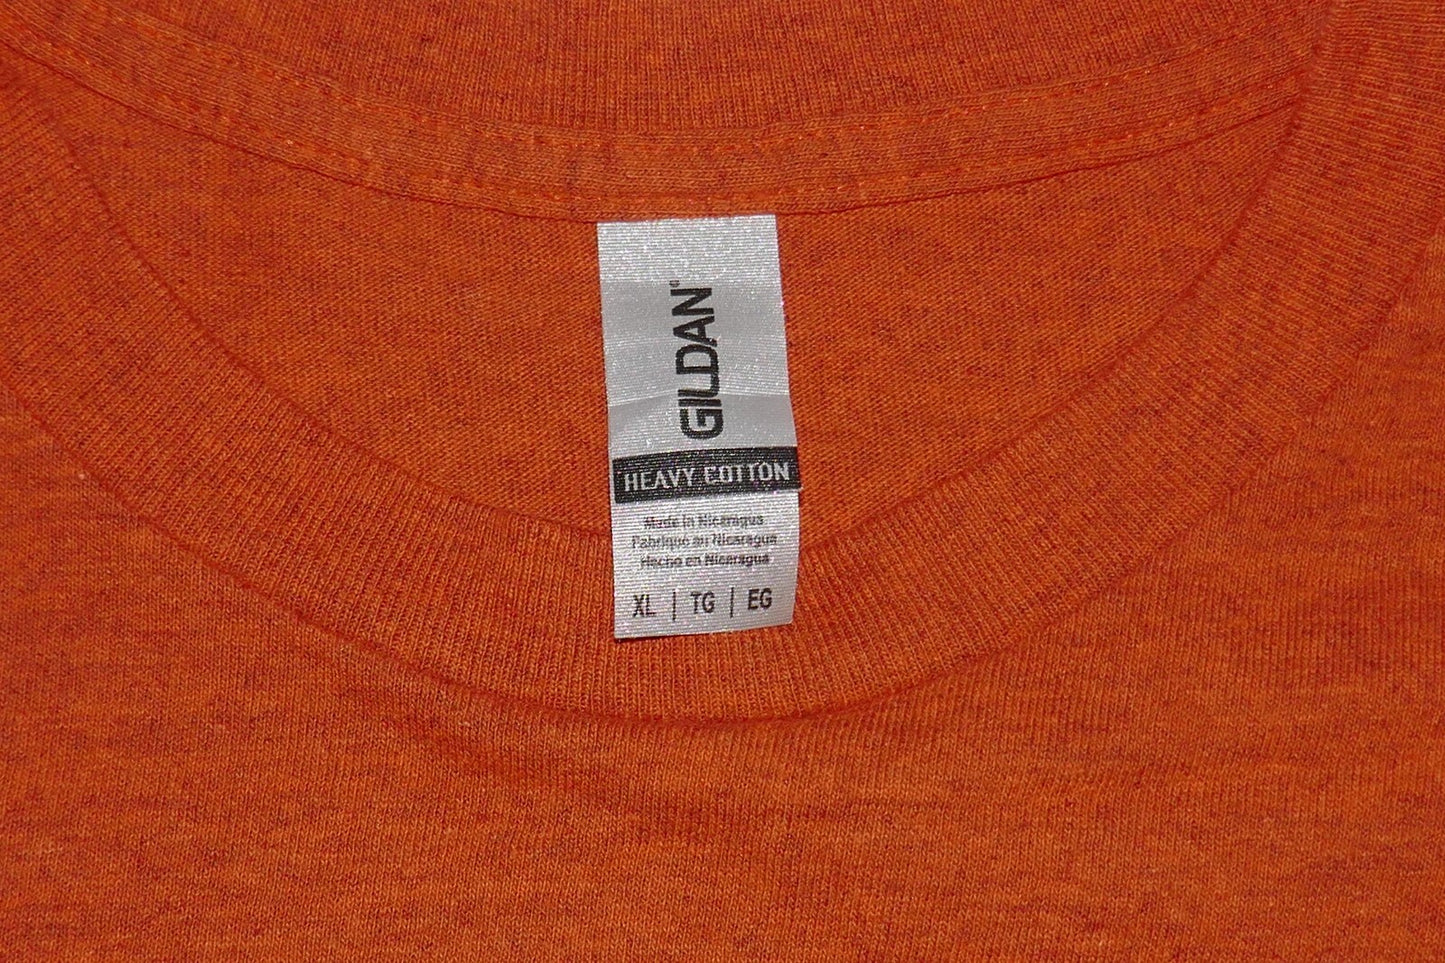 GILDAN®
HEAVY COTTON
Made in Nicaragua
Fabriqué au Nicaragua
Hecho en Nicaragua
XL | TG | EG